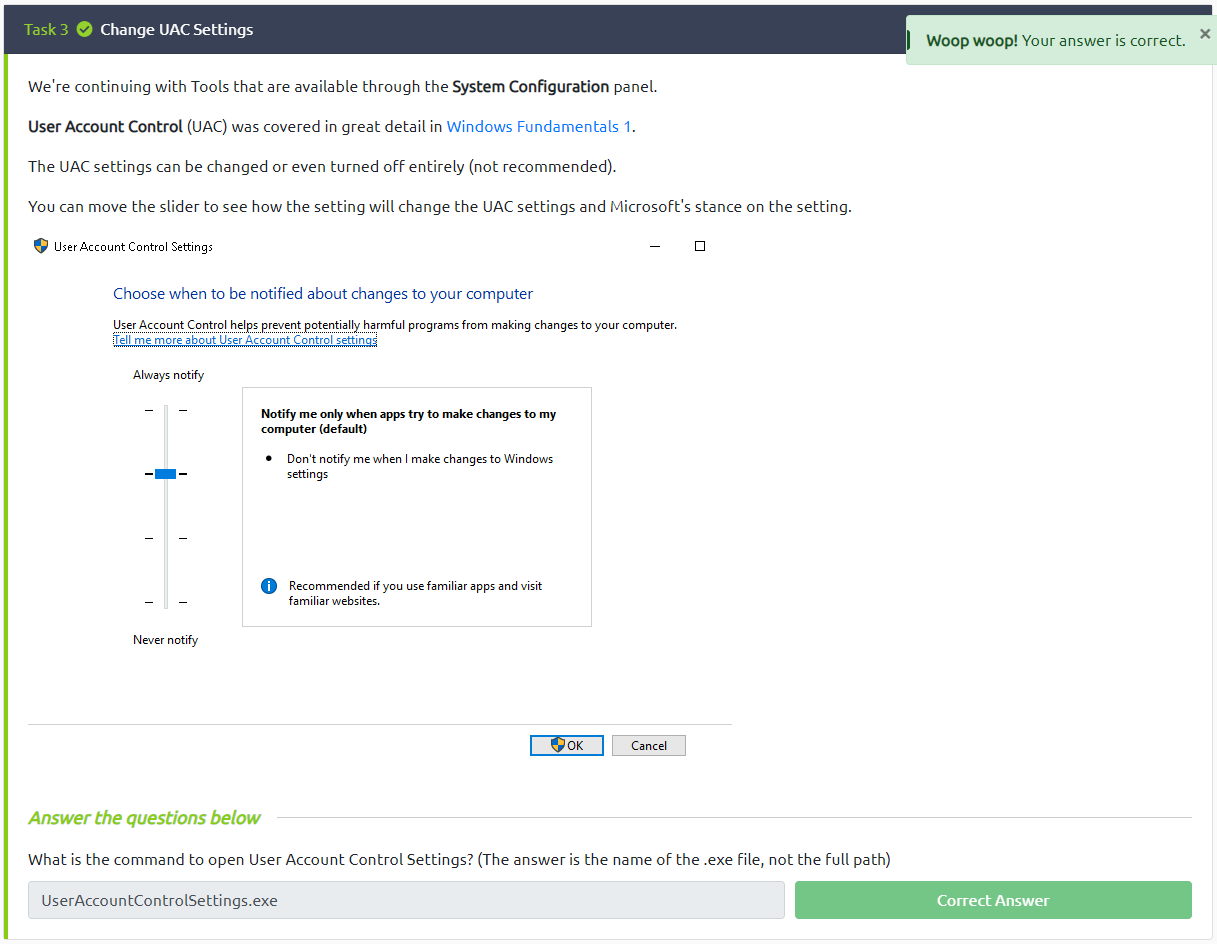 Task 3 Change UAC Settings
Woop woop! Your answer is correct. ×
We're continuing with Tools that are available through the System Configuration panel.
User Account Control (UAC) was covered in great detail in Windows Fundamentals 1.
The UAC settings can be changed or even turned off entirely (not recommended).
You can move the slider to see how the setting will change the UAC settings and Microsoft's stance on the setting.
User Account Control Settings
Choose when to be notified about changes to your computer
User Account Control helps prevent potentially harmful programs from making changes to your computer.
Tell me more about User Account Control settings
Always notify
Notify me only when apps try to make changes to my
computer (default)
• Don't notify me when I make changes to Windows
settings
Recommended if you use familiar apps and visit
familiar websites.
Never notify
OK Cancel
Answer the questions below
What is the command to open User Account Control Settings? (The answer is the name of the .exe file, not the full path)
UserAccountControlSettings.exe
Correct Answer